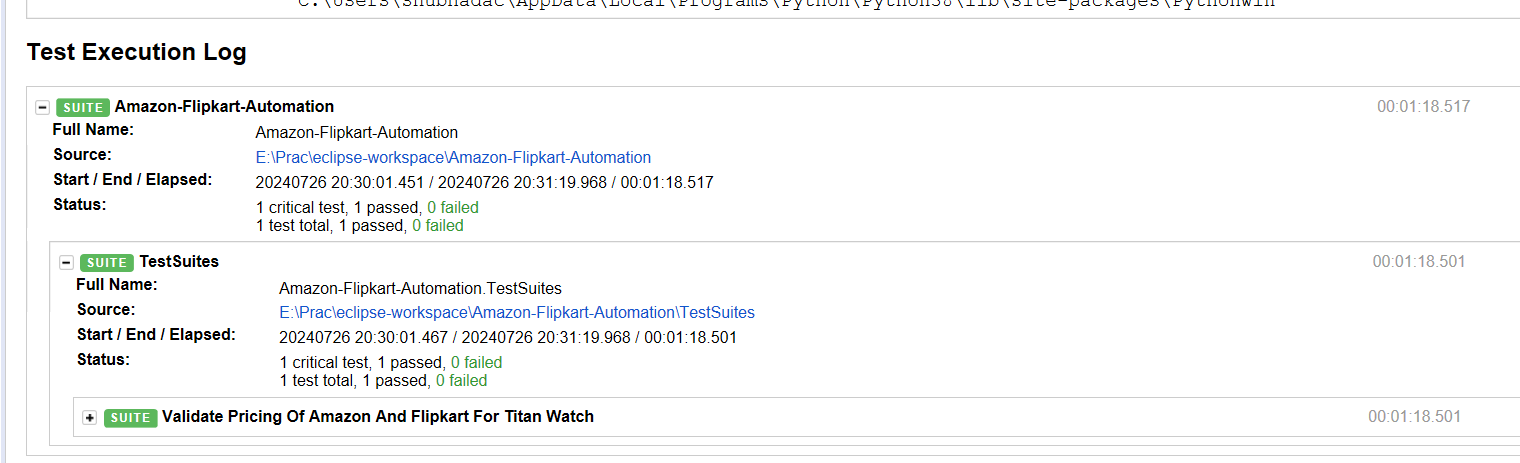 C:\Users\shubhadac\AppData\Local\Programs\Python\Python38\lib\site-packages\Pythonwin
Test Execution Log
SUITE Amazon-Flipkart-Automation 00:01:18.517
Full Name: Amazon-Flipkart-Automation
Source: E:\Prac\eclipse-workspace\Amazon-Flipkart-Automation
Start / End / Elapsed: 20240726 20:30:01.451 / 20240726 20:31:19.968 / 00:01:18.517
Status: 1 critical test, 1 passed, 0 failed
1 test total, 1 passed, 0 failed
SUITE TestSuites 00:01:18.501
Full Name: Amazon-Flipkart-Automation.TestSuites
Source: E:\Prac\eclipse-workspace\Amazon-Flipkart-Automation\TestSuites
Start / End / Elapsed: 20240726 20:30:01.467 / 20240726 20:31:19.968 / 00:01:18.501
Status: 1 critical test, 1 passed, 0 failed
1 test total, 1 passed, 0 failed
SUITE Validate Pricing Of Amazon And Flipkart For Titan Watch 00:01:18.501